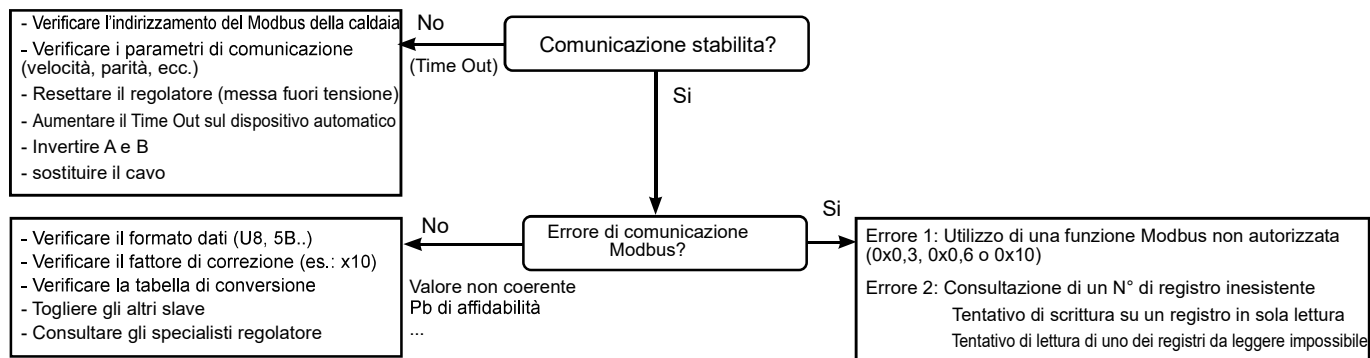 - Verificare l'indirizzamento del Modbus della caldaia
- Verificare i parametri di comunicazione
(velocità, parità, ecc.)
- Resettare il regolatore (messa fuori tensione)
- Aumentare il Time Out sul dispositivo automatico
- Invertire A e B
- sostituire il cavo
No
(Time Out)
Comunicazione stabilita?
Si
- Verificare il formato dati (U8, 5B..)
- Verificare il fattore di correzione (es.: x10)
- Verificare la tabella di conversione
- Togliere gli altri slave
- Consultare gli specialisti regolatore
No
Valore non coerente
Pb di affidabilità
...
Errore di comunicazione
Modbus?
Si
Errore 1: Utilizzo di una funzione Modbus non autorizzata
(0x0,3, 0x0,6 o 0x10)
Errore 2: Consultazione di un N° di registro inesistente
Tentativo di scrittura su un registro in sola lettura
Tentativo di lettura di uno dei registri da leggere impossibile